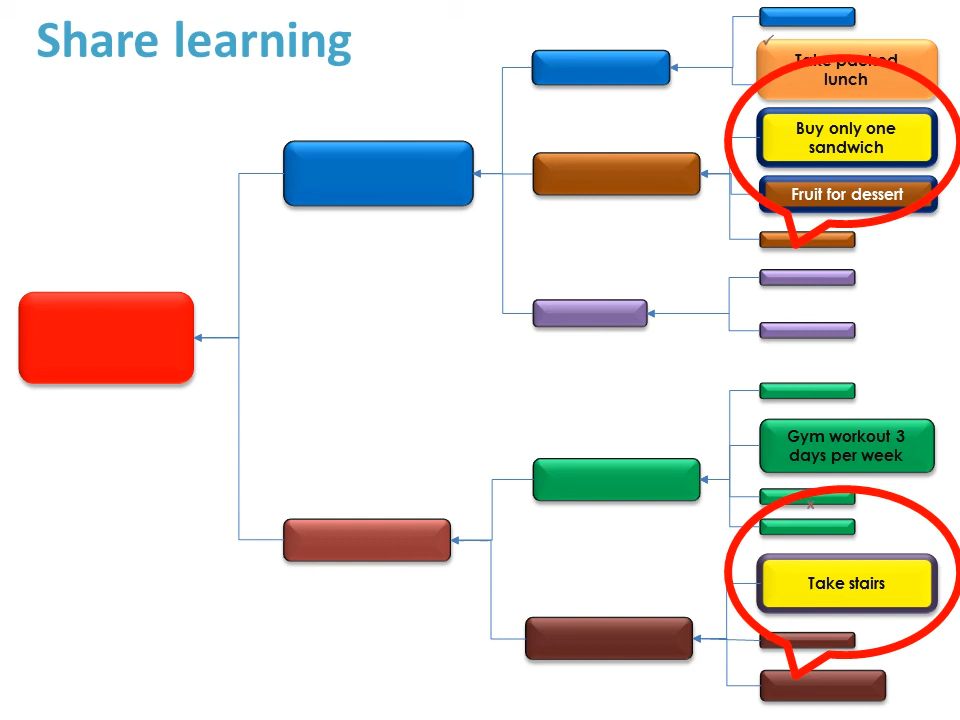 Share learning
Take packed
lunch
Buy only one
sandwich
Fruit for dessert
Gym workout 3
days per week
Take stairs